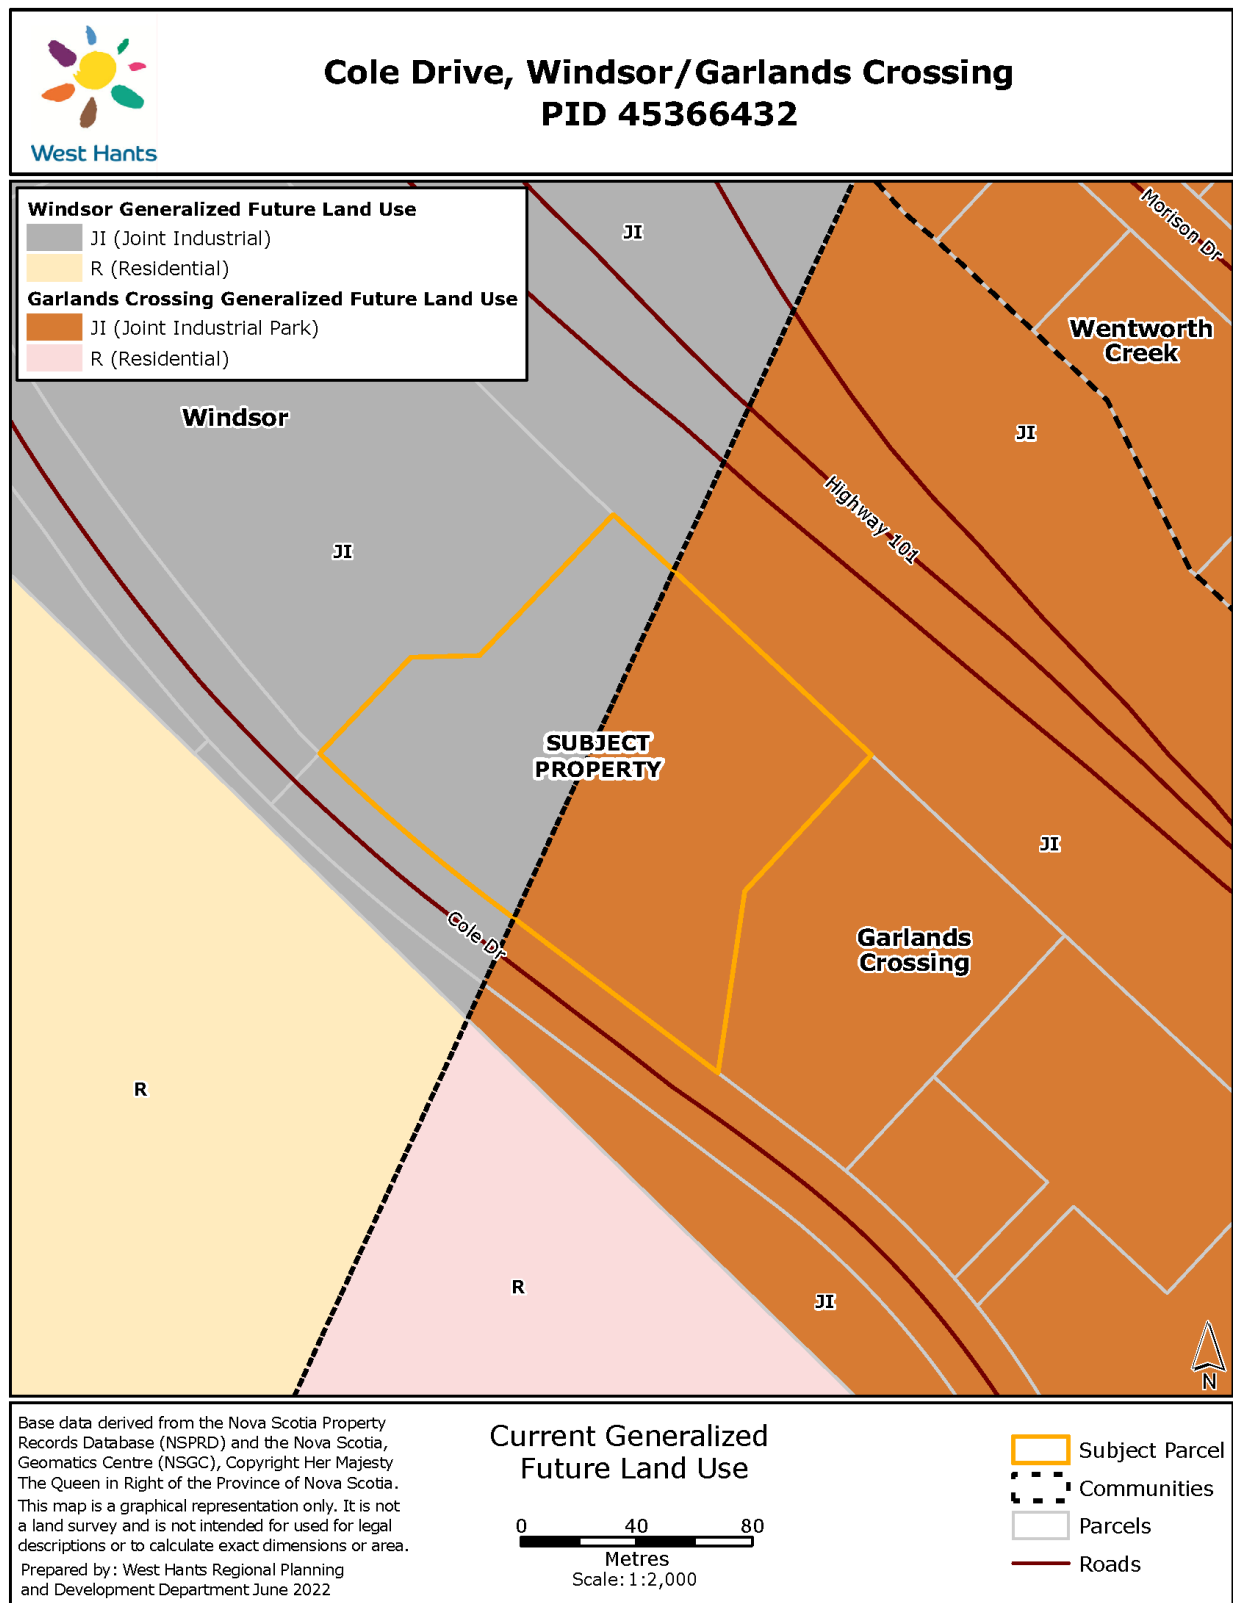 Cole Drive, Windsor/Garlands Crossing
PID 45366432
West Hants
Windsor Generalized Future Land Use
JI (Joint Industrial)
R (Residential)
Garlands Crossing Generalized Future Land Use
JI (Joint Industrial Park)
R (Residential)
JI
Morison Dr
Wentworth
Creek
Windsor
JI
Highway 101
JI
SUBJECT
PROPERTY
JI
Cole Dr
Garlands
Crossing
R
R
JI
N
Base data derived from the Nova Scotia Property
Records Database (NSPRD) and the Nova Scotia,
Geomatics Centre (NSGC), Copyright Her Majesty
The Queen in Right of the Province of Nova Scotia.
This map is a graphical representation only. It is not
a land survey and is not intended for used for legal
descriptions or to calculate exact dimensions or area.
Prepared by: West Hants Regional Planning
and Development Department June 2022
Current Generalized
Future Land Use
0 40 80
Metres
Scale: 1:2,000
Subject Parcel
Communities
Parcels
Roads